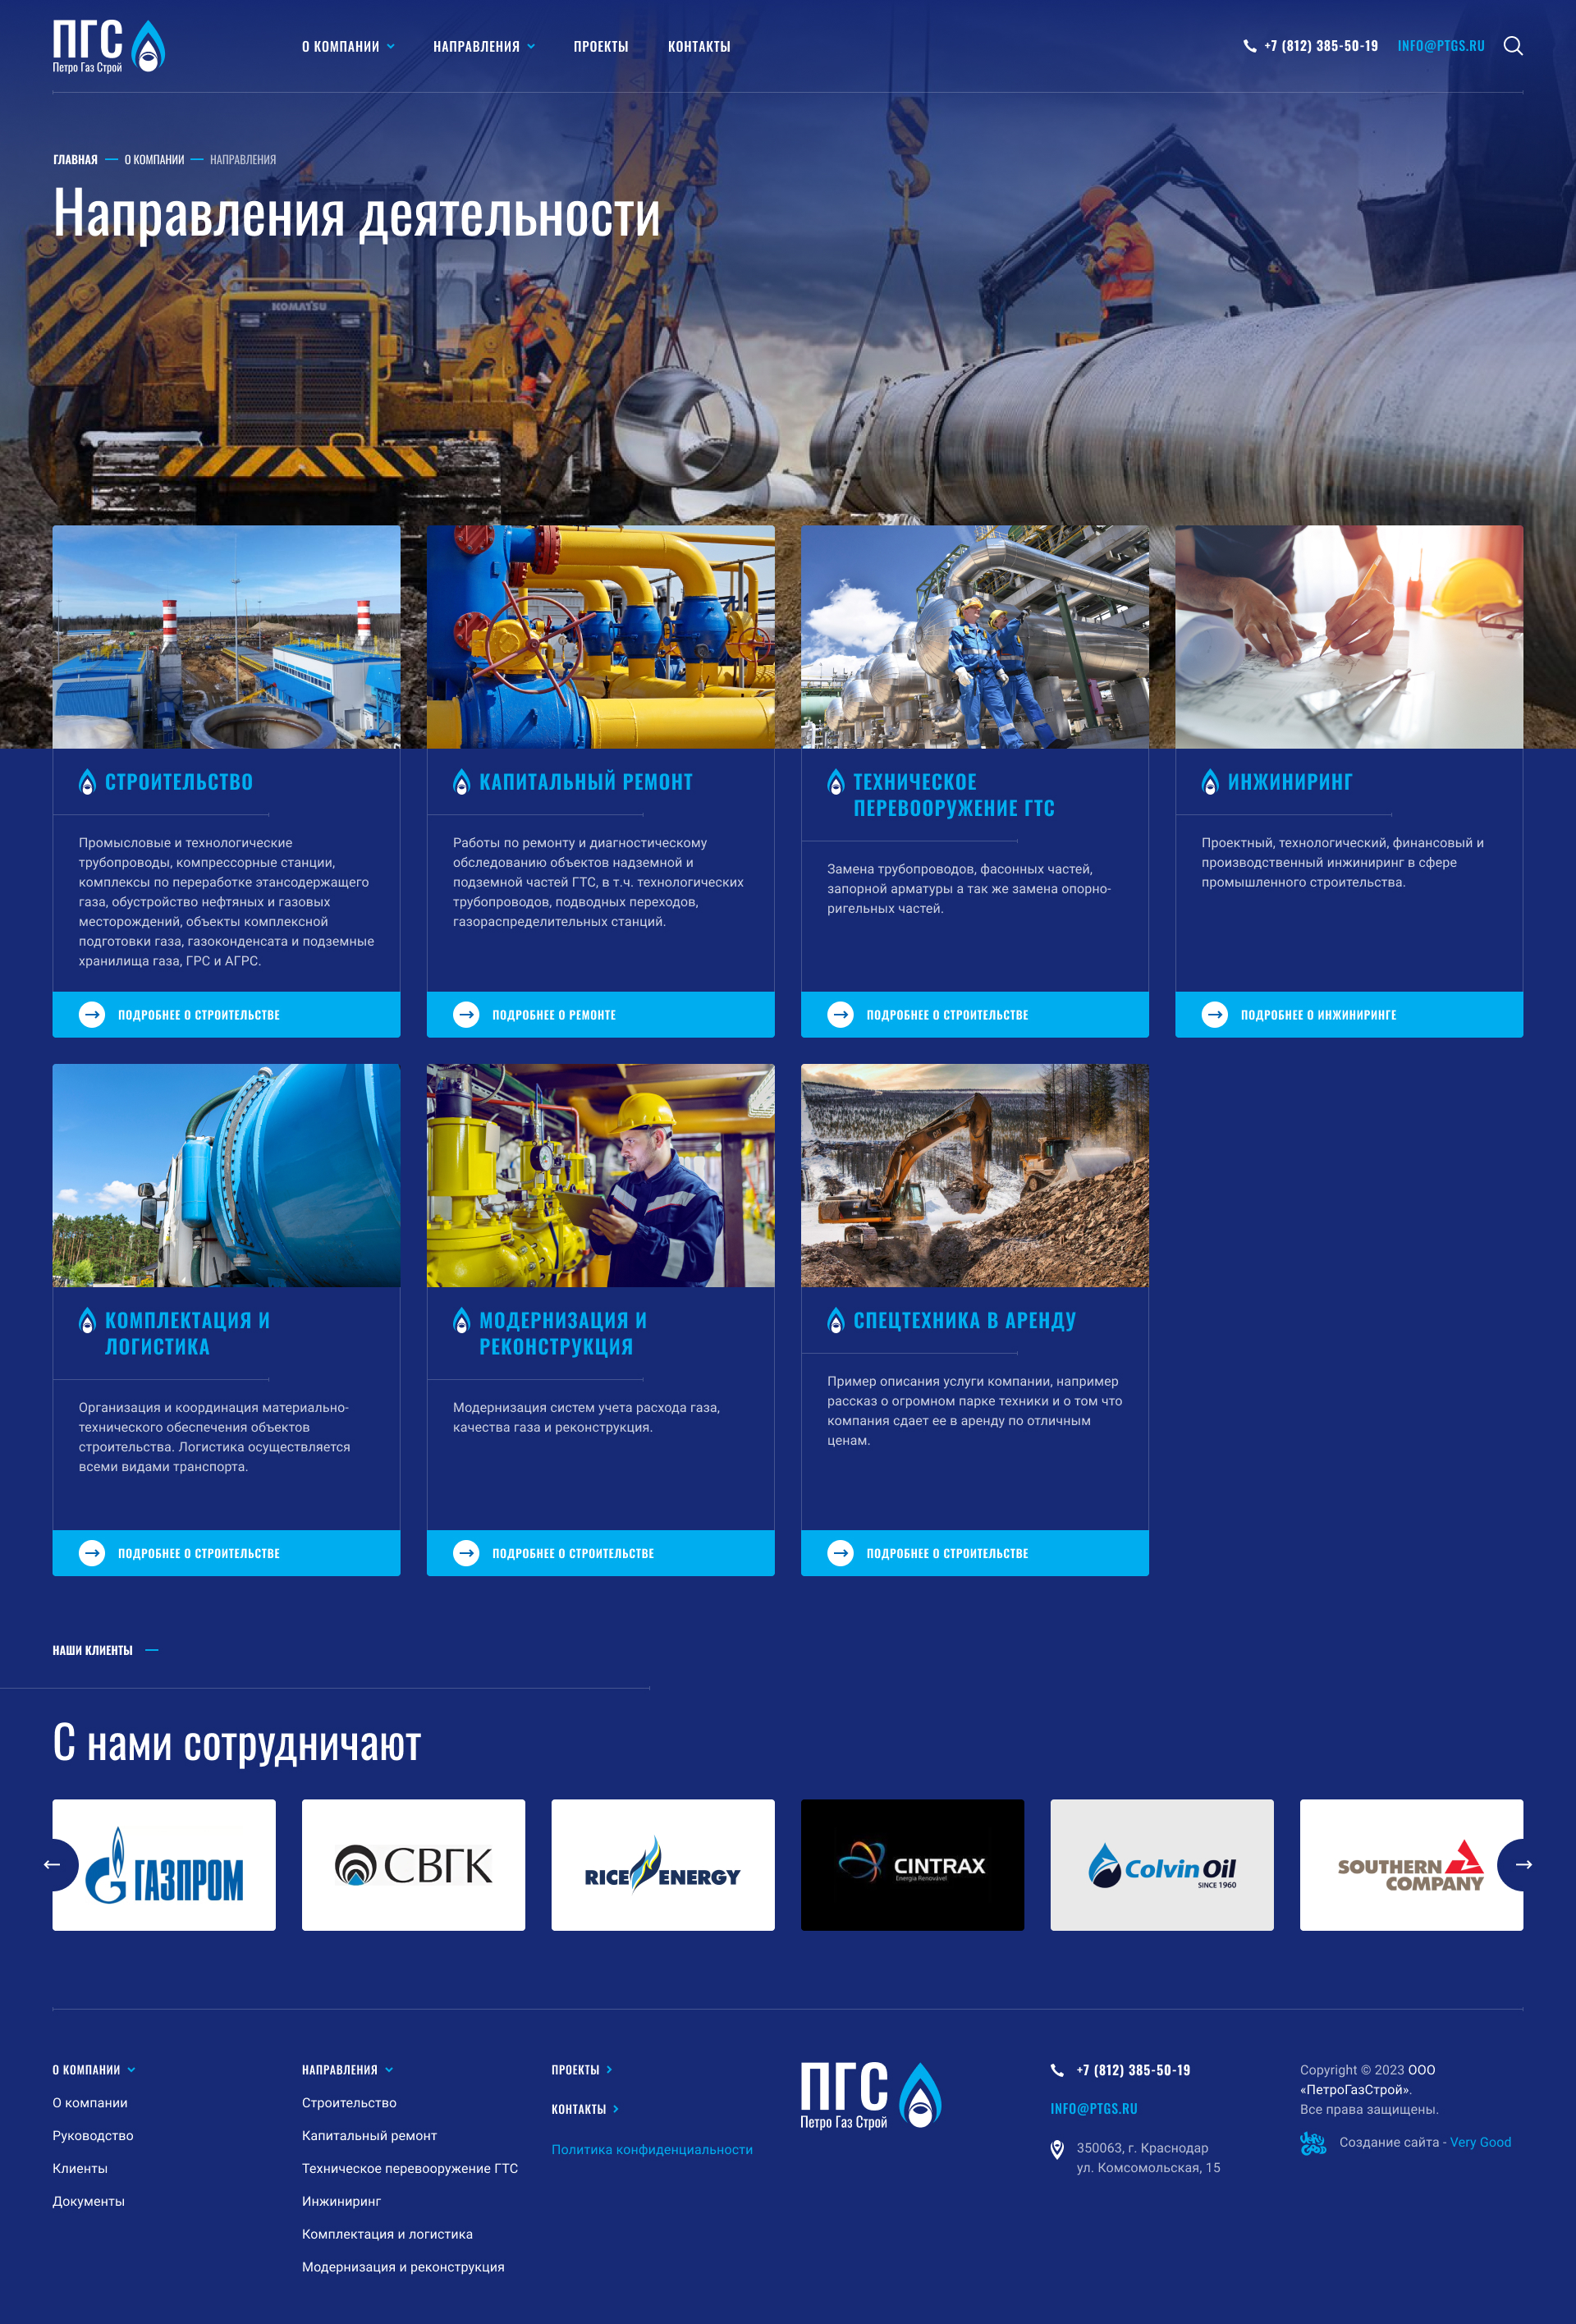 ПГС
Петро Газ Строй
О КОМПАНИИ
НАПРАВЛЕНИЯ
ПРОЕКТЫ
КОНТАКТЫ
+7 (812) 385-50-19
INFO@PTGS.RU
ГЛАВНАЯ — О КОМПАНИИ — НАПРАВЛЕНИЯ
Направления деятельности
KOMATSU
СТРОИТЕЛЬСТВО
Промысловые и технологические
трубопроводы, компрессорные станции,
комплексы по переработке этансодержащего
газа, обустройство нефтяных и газовых
месторождений, объекты комплексной
подготовки газа, газоконденсата и подземные
хранилища газа, ГРС и АГРС.
ПОДРОБНЕЕ О СТРОИТЕЛЬСТВЕ
КАПИТАЛЬНЫЙ РЕМОНТ
Работы по ремонту и диагностическому
обследованию объектов надземной и
подземной частей ГТС, в т.ч. технологических
трубопроводов, подводных переходов,
газораспределительных станций.
ПОДРОБНЕЕ О РЕМОНТЕ
ТЕХНИЧЕСКОЕ
ПЕРЕВООРУЖЕНИЕ ГТС
Замена трубопроводов, фасонных частей,
запорной арматуры а так же замена опорно-
ригельных частей.
ПОДРОБНЕЕ О СТРОИТЕЛЬСТВЕ
ИНЖИНИРИНГ
Проектный, технологический, финансовый и
производственный инжиниринг в сфере
промышленного строительства.
ПОДРОБНЕЕ О ИНЖИНИРИНГЕ
КОМПЛЕКТАЦИЯ И
ЛОГИСТИКА
Организация и координация материально-
технического обеспечения объектов
строительства. Логистика осуществляется
всеми видами транспорта.
ПОДРОБНЕЕ О СТРОИТЕЛЬСТВЕ
МОДЕРНИЗАЦИЯ И
РЕКОНСТРУКЦИЯ
Модернизация систем учета расхода газа,
качества газа и реконструкция.
ПОДРОБНЕЕ О СТРОИТЕЛЬСТВЕ
СПЕЦТЕХНИКА В АРЕНДУ
Пример описания услуги компании, например
рассказ о огромном парке техники и о том что
компания сдает ее в аренду по отличным
ценам.
ПОДРОБНЕЕ О СТРОИТЕЛЬСТВЕ
НАШИ КЛИЕНТЫ —
С нами сотрудничают
ГАЗПРОМ
СВГК
RICE ENERGY
CINTRAX
Energia Renovável
Colvin Oil
SINCE 1960
SOUTHERN
COMPANY
О КОМПАНИИ
О компании
Руководство
Клиенты
Документы
НАПРАВЛЕНИЯ
Строительство
Капитальный ремонт
Техническое перевооружение ГТС
Инжиниринг
Комплектация и логистика
Модернизация и реконструкция
ПРОЕКТЫ
КОНТАКТЫ
Политика конфиденциальности
ПГС
Петро Газ Строй
+7 (812) 385-50-19
INFO@PTGS.RU
350063, г. Краснодар
ул. Комсомольская, 15
Copyright © 2023 ООО
«ПетроГазСтрой».
Все права защищены.
Very Good
Создание сайта - Very Good